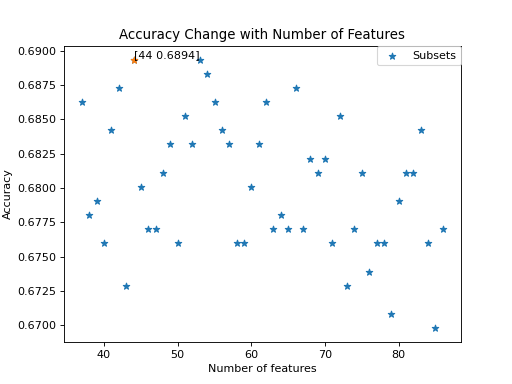 Accuracy Change with Number of Features
0.6900
0.6875
0.6850
0.6825
0.6800
0.6775
0.6750
0.6725
0.6700
Accuracy
[44 0.6894]
Subsets
40 50 60 70 80
Number of features